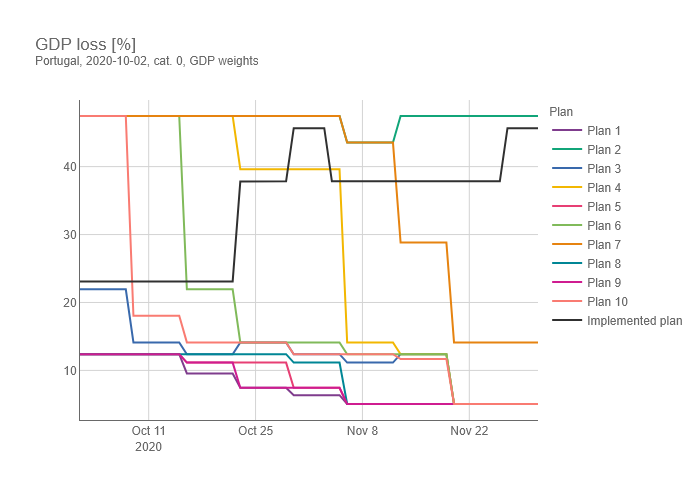 GDP loss [%]
Portugal, 2020-10-02, cat. 0, GDP weights
Plan
Plan 1
Plan 2
Plan 3
Plan 4
Plan 5
Plan 6
Plan 7
Plan 8
Plan 9
Plan 10
Implemented plan
40
30
20
10
Oct 11
2020
Oct 25
Nov 8
Nov 22